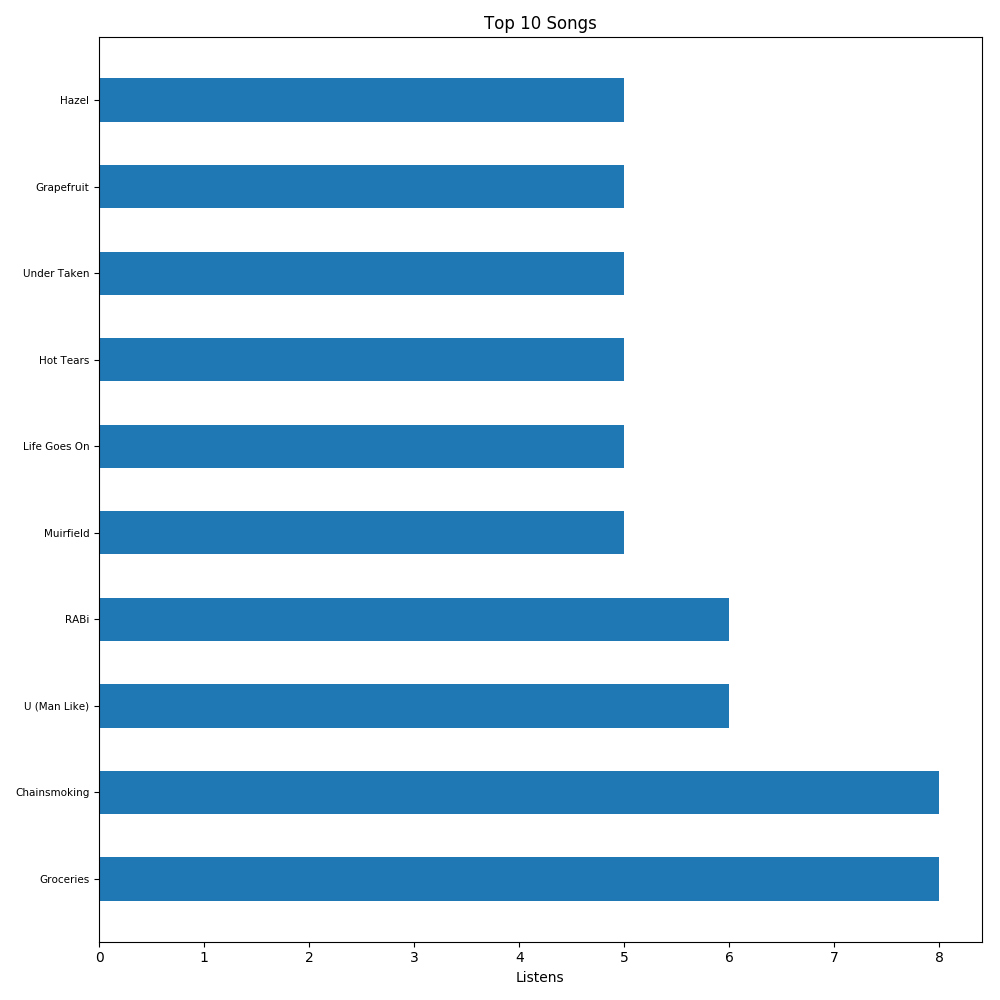 Top 10 Songs
Hazel
Grapefruit
Under Taken
Hot Tears
Life Goes On
Muirfield
RABi
U (Man Like)
Chainsmoking
Groceries
0 1 2 3 4 5 6 7 8
Listens